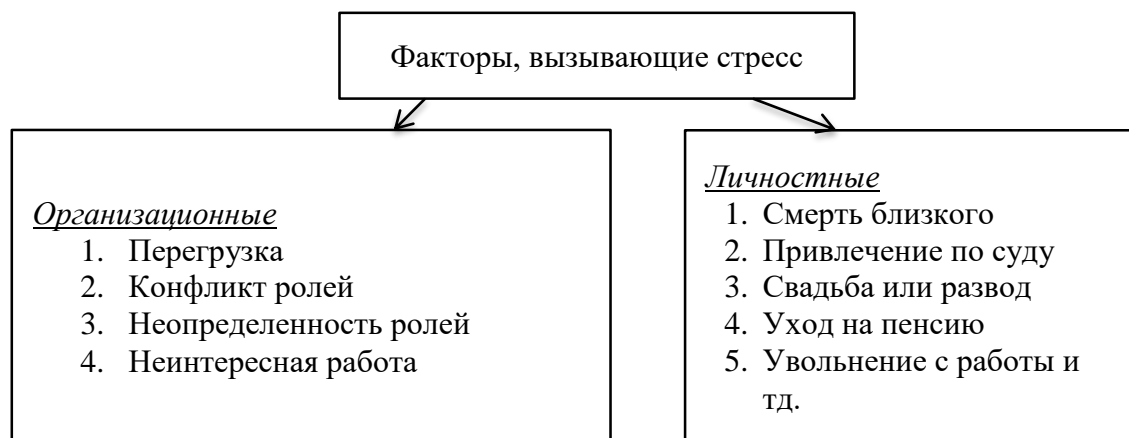 Факторы, вызывающие стресс
Организационные
1. Перегрузка
2. Конфликт ролей
3. Неопределенность ролей
4. Неинтересная работа
Личностные
1. Смерть близкого
2. Привлечение по суду
3. Свадьба или развод
4. Уход на пенсию
5. Увольнение с работы и
тд.